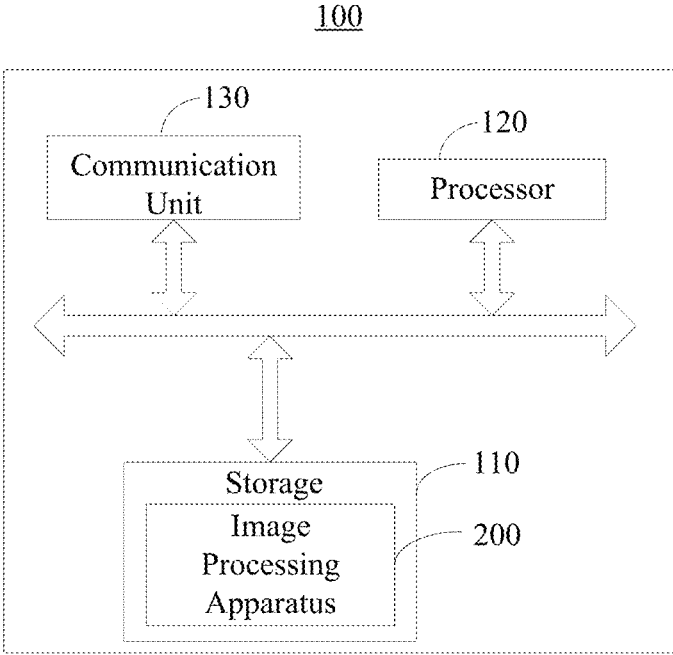 100
130
Communication
Unit
120
Processor
110
Storage
Image
Processing
Apparatus
200